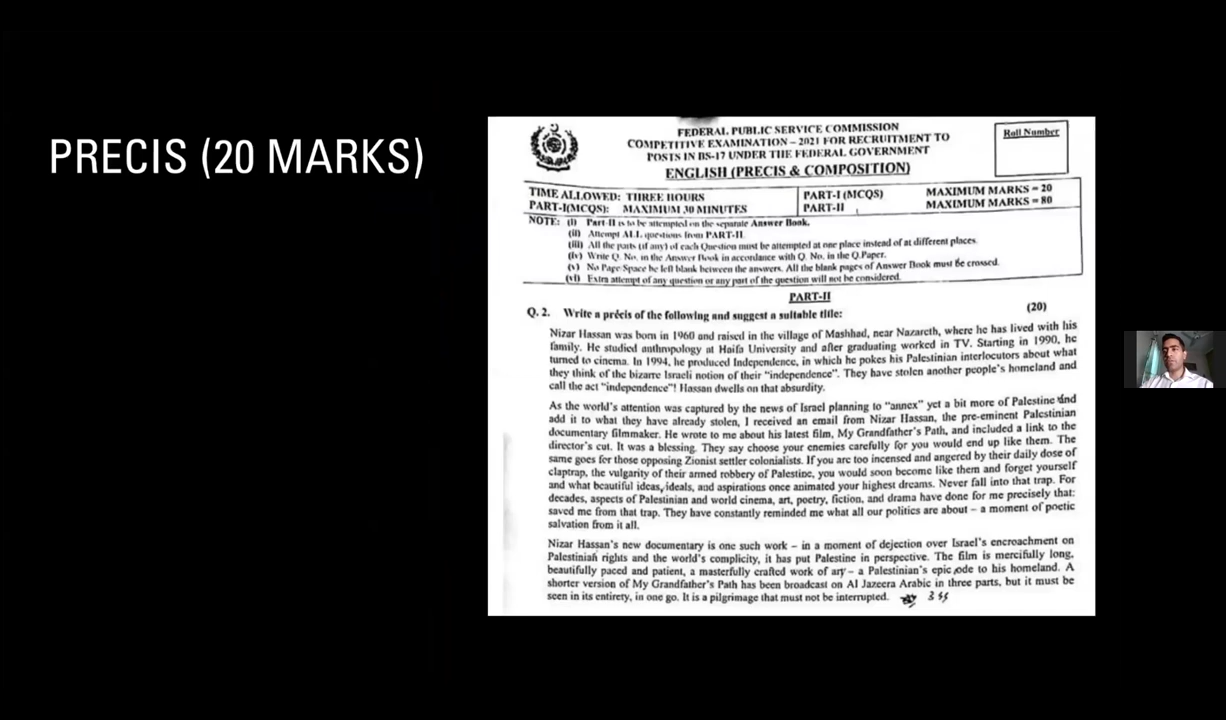 PRECIS (20 MARKS)
FEDERAL PUBLIC SERVICE COMMISSION
COMPETITIVE EXAMINATION – 2021 FOR RECRUITMENT TO
POSTS IN BS-17 UNDER THE FEDERAL GOVERNMENT
ENGLISH (PRECIS & COMPOSITION)
Roll Number
TIME ALLOWED: THREE HOURS
PART-I(MCQS): MAXIMUM 30 MINUTES
PART-I (MCQS) MAXIMUM MARKS = 20
PART-II MAXIMUM MARKS = 80
NOTE: (i) Part-II is to be attempted on the separate Answer Book.
(ii) Attempt ALL questions from PART-II.
(iii) All the parts (if any) of each Question must be attempted at one place instead of at different places.
(iv) Write Q. No. in the Answer Book in accordance with Q. No. in the Q.Paper.
(v) No Page/Space be left blank between the answers. All the blank pages of Answer Book must be crossed.
(vi) Extra attempt of any question or any part of the question will not be considered.
PART-II
Q. 2. Write a précis of the following and suggest a suitable title: (20)
Nizar Hassan was born in 1960 and raised in the village of Mashhad, near Nazareth, where he has lived with his
family. He studied anthropology at Haifa University and after graduating worked in TV. Starting in 1990, he
turned to cinema. In 1994, he produced Independence, in which he pokes his Palestinian interlocutors about what
they think of the bizarre Israeli notion of their “independence”. They have stolen another people’s homeland and
call the act “independence”! Hassan dwells on that absurdity.
As the world’s attention was captured by the news of Israel planning to “annex” yet a bit more of Palestine and
add it to what they have already stolen, I received an email from Nizar Hassan, the pre-eminent Palestinian
documentary filmmaker. He wrote to me about his latest film, My Grandfather’s Path, and included a link to the
director’s cut. It was a blessing. They say choose your enemies carefully for you would end up like them. The
same goes for those opposing Zionist settler colonialists. If you are too incensed and angered by their daily dose of
claptrap, the vulgarity of their armed robbery of Palestine, you would soon become like them and forget yourself
and what beautiful ideas, ideals, and aspirations once animated your highest dreams. Never fall into that trap. For
decades, aspects of Palestinian and world cinema, art, poetry, fiction, and drama have done for me precisely that:
saved me from that trap. They have constantly reminded me what all our politics are about – a moment of poetic
salvation from it all.
Nizar Hassan’s new documentary is one such work – in a moment of dejection over Israel’s encroachment on
Palestinian rights and the world’s complicity, it has put Palestine in perspective. The film is mercifully long,
beautifully paced and patient, a masterfully crafted work of art – a Palestinian’s epic ode to his homeland. A
shorter version of My Grandfather’s Path has been broadcast on Al Jazeera Arabic in three parts, but it must be
seen in its entirety, in one go. It is a pilgrimage that must not be interrupted.